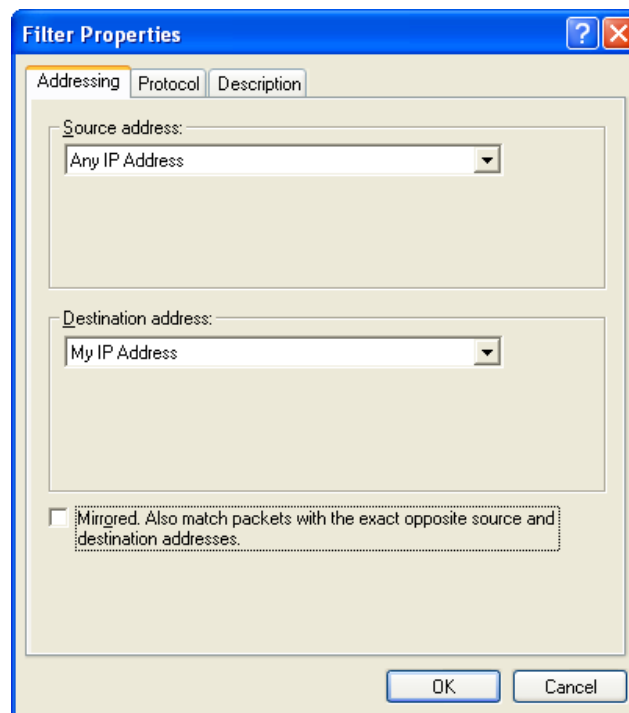 Filter Properties
Addressing Protocol Description
Source address:
Any IP Address
Destination address:
My IP Address
Mirrored. Also match packets with the exact opposite source and
destination addresses.
OK Cancel